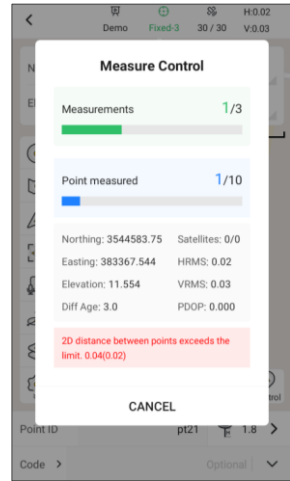 H:0.02
Demo Fixed-3 30 / 30 V:0.03
Measure Control
Measurements 1/3
Point measured 1/10
Northing: 3544583.75 Satellites: 0/0
Easting: 383367.544 HRMS: 0.02
Elevation: 11.554 VRMS: 0.03
Diff Age: 3.0 PDOP: 0.000
2D distance between points exceeds the
limit. 0.04(0.02)
CANCEL
Point ID pt21 1.8
Code Optional